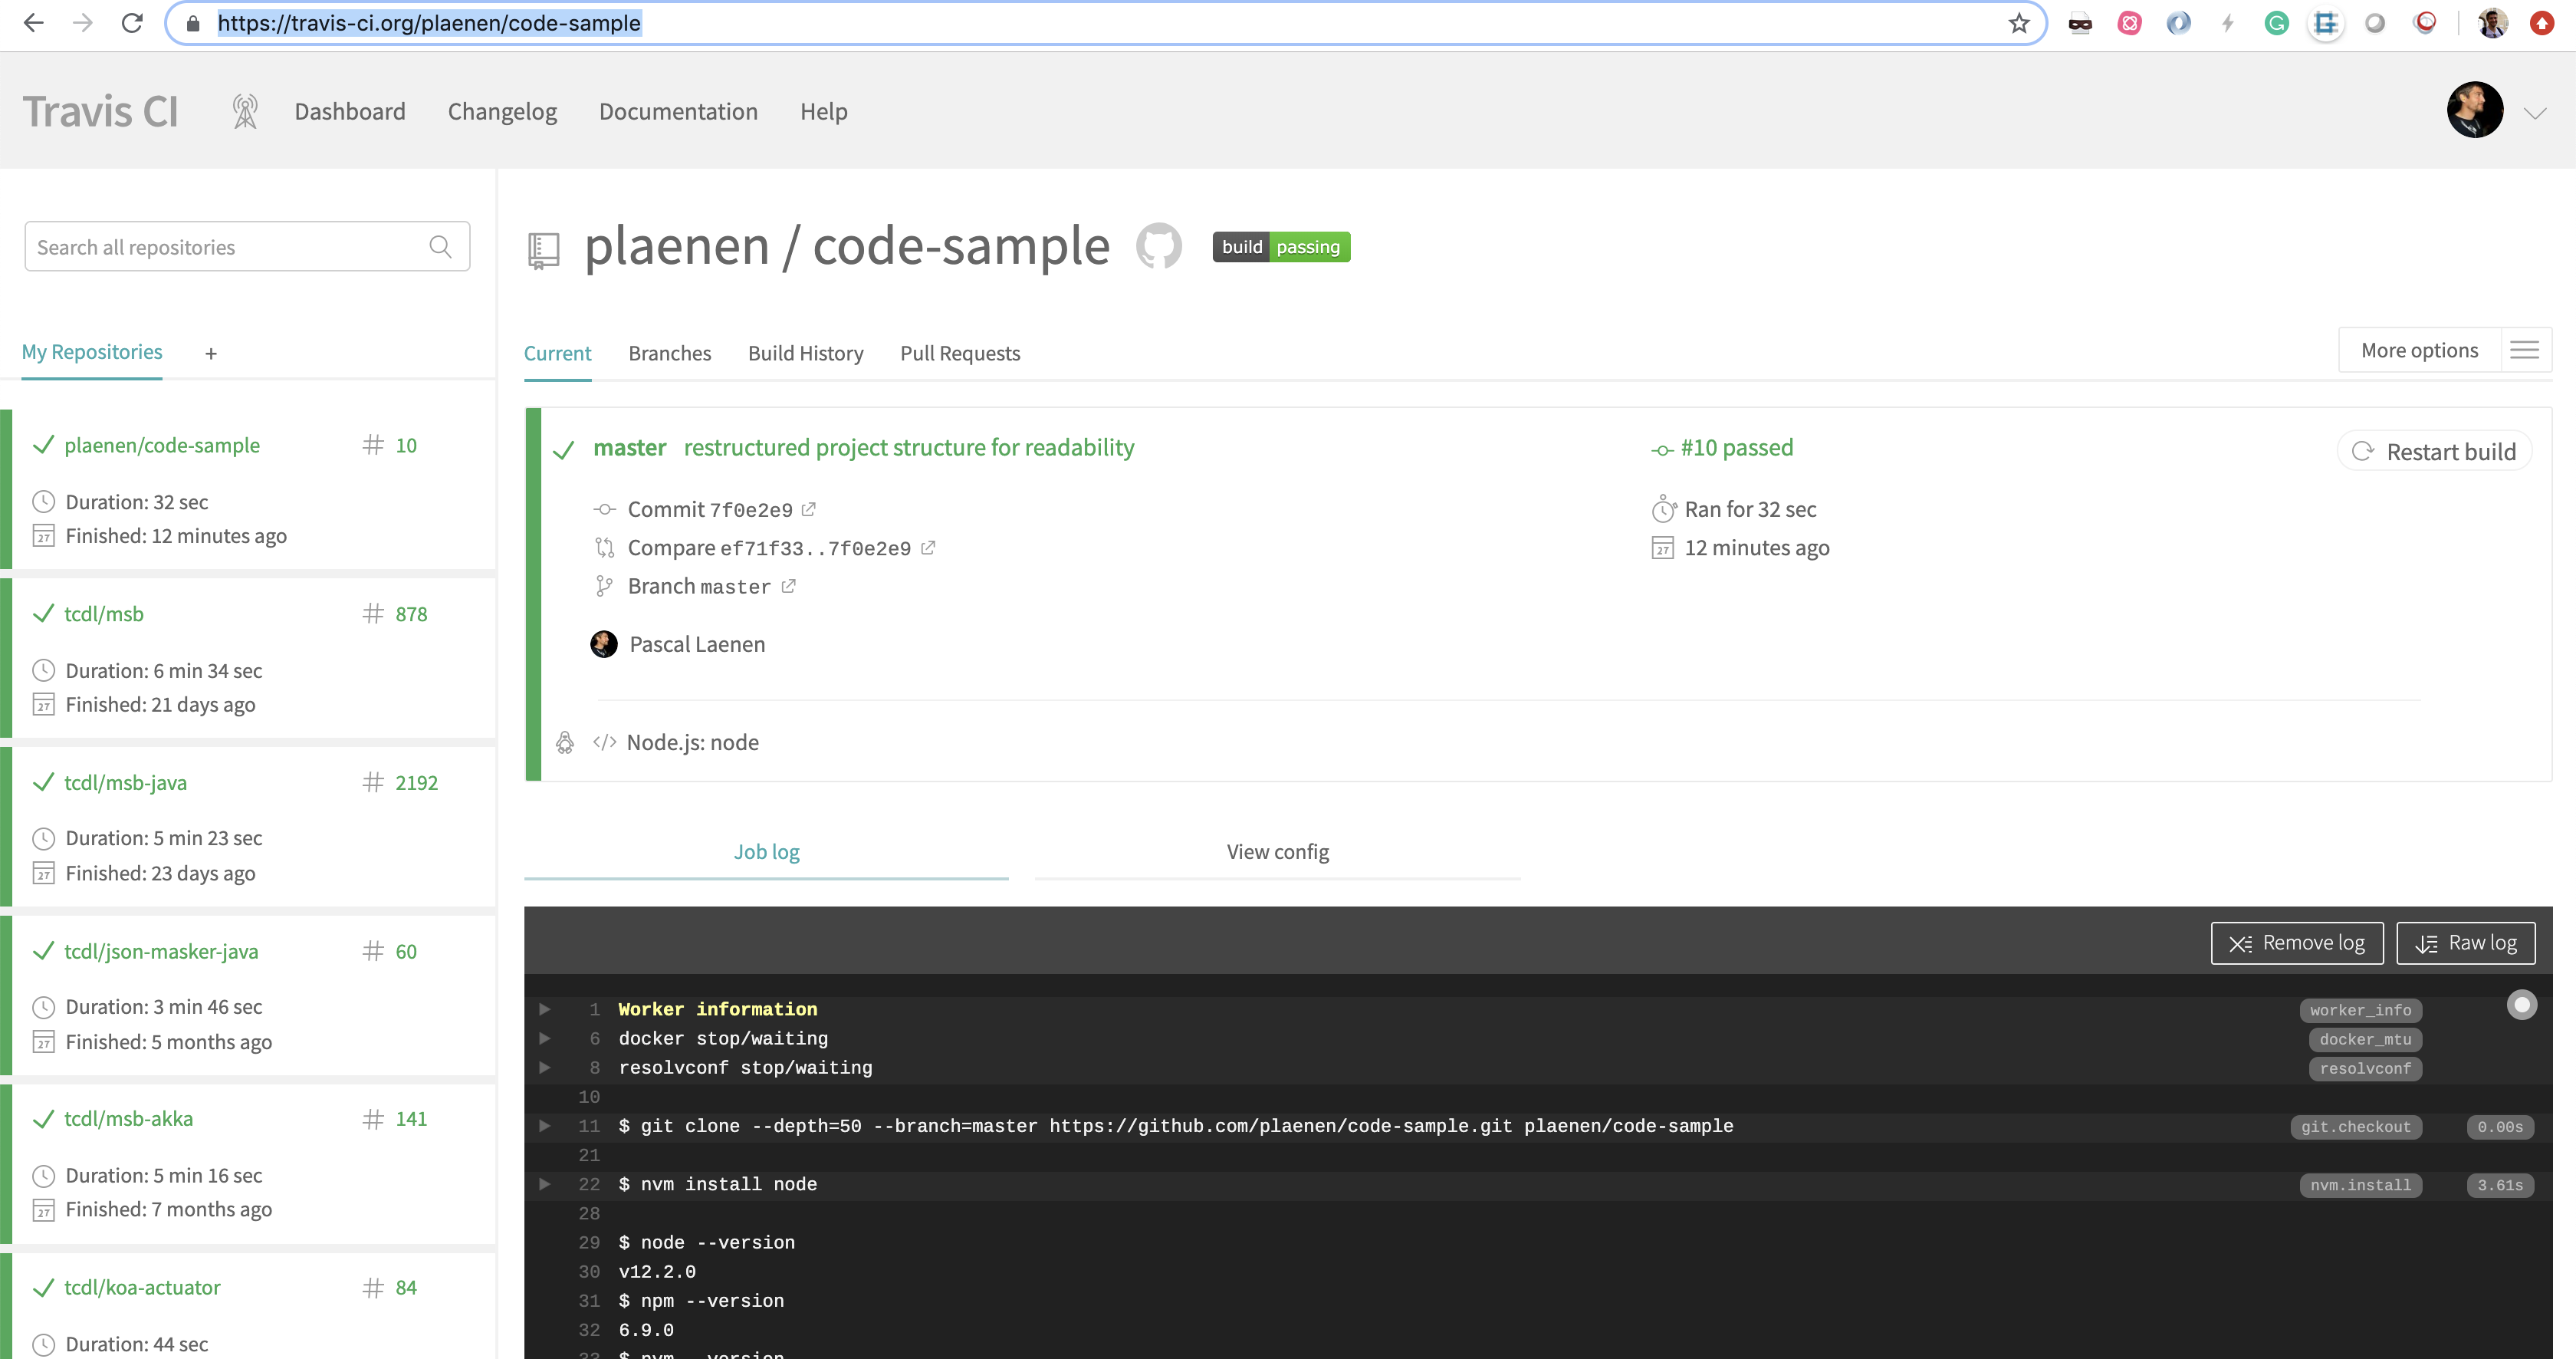 https://travis-ci.org/plaenen/code-sample
Travis CI
Dashboard
Changelog
Documentation
Help
Search all repositories
My Repositories +
plaenen/code-sample # 10
Duration: 32 sec
27 Finished: 12 minutes ago
tcdl/msb # 878
Duration: 6 min 34 sec
27 Finished: 21 days ago
tcdl/msb-java # 2192
Duration: 5 min 23 sec
27 Finished: 23 days ago
tcdl/json-masker-java # 60
Duration: 3 min 46 sec
27 Finished: 5 months ago
tcdl/msb-akka # 141
Duration: 5 min 16 sec
27 Finished: 7 months ago
tcdl/koa-actuator # 84
Duration: 44 sec
plaenen / code-sample build passing
Current Branches Build History Pull Requests More options
master restructured project structure for readability
Commit 7f0e2e9
Compare ef71f33..7f0e2e9
Branch master
Pascal Laenen
#10 passed
Ran for 32 sec
27 12 minutes ago
Restart build
</> Node.js: node
Job log View config
Remove log Raw log
1 Worker information worker_info
6 docker stop/waiting docker_mtu
8 resolvconf stop/waiting resolvconf
10
11 $ git clone --depth=50 --branch=master https://github.com/plaenen/code-sample.git plaenen/code-sample git.checkout 0.00s
21
22 $ nvm install node nvm.install 3.61s
28
29 $ node --version
30 v12.2.0
31 $ npm --version
32 6.9.0
33 $ nvm --version